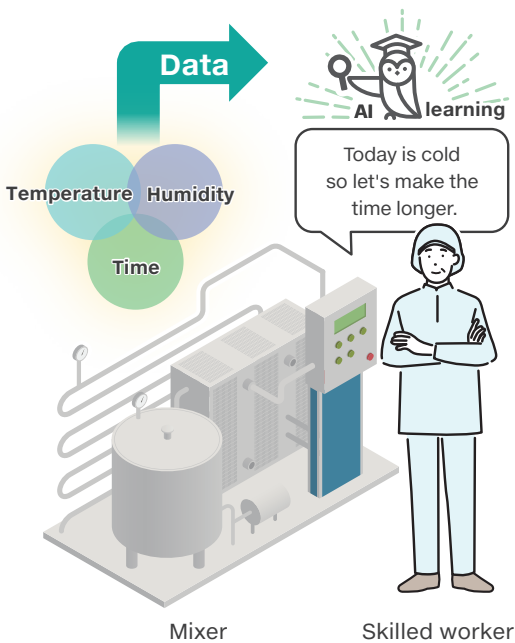 Data
AI learning
Temperature
Humidity
Time
Today is cold
so let's make the
time longer.
Mixer
Skilled worker